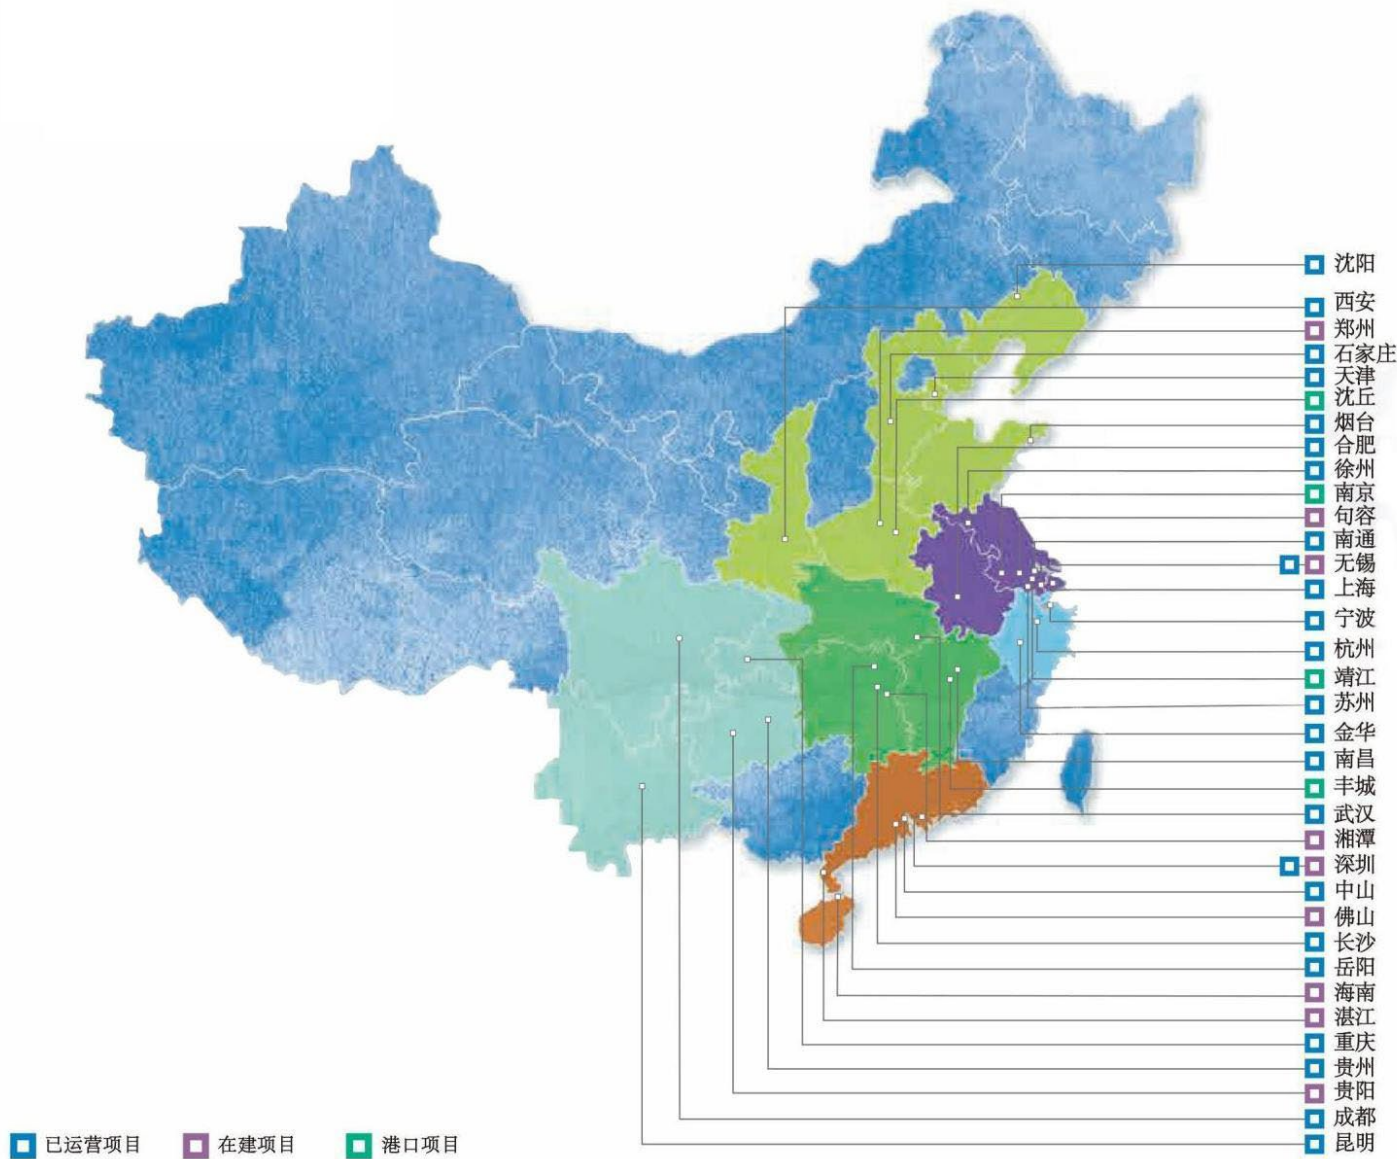 沈阳
西安
郑州
石家庄
天津
沈丘
烟台
合肥
徐州
南京
句容
南通
无锡
上海
宁波
杭州
靖江
苏州
金华
南昌
丰城
武汉
湘潭
深圳
中山
佛山
长沙
岳阳
海南
湛江
重庆
贵州
贵阳
成都
昆明
已运营项目 在建项目 港口项目